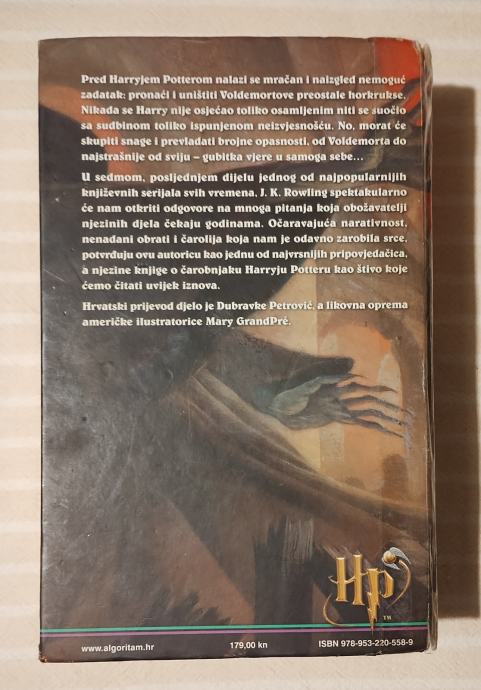 Pred Harryjem Potterom nalazi se mračan i naizgled nemoguć
zadatak: pronaći i uništiti Voldemortove preostale horkrukse.
Nikada se Harry nije osjećao toliko osamljenim niti se suočio
sa sudbinom toliko ispunjenom neizvjesnošću. No, morat će
skupiti snage i prevladati brojne opasnosti, od Voldemorta do
najstrašnije od sviju – gubitka vjere u samoga sebe...
U sedmom, posljednjem dijelu jednog od najpopularnijih
književnih serijala svih vremena, J. K. Rowling spektakularno
će nam otkriti odgovore na mnoga pitanja koja obožavatelji
njezinih djela čekaju godinama. Očaravajuća narativnost,
nenadani obrati i čarolija koja nam je odavno zarobila srce,
potvrđuju ovu autoricu kao jednu od najvrsnijih pripovjedačica,
a njezine knjige o čarobnjaku Harryju Potteru kao štivo koje
ćemo čitati uvijek iznova.
Hrvatski prijevod djelo je Dubravke Petrović, a likovna oprema
američke ilustratorice Mary GrandPré.
HP
TM
www.algoritam.hr 179,00 kn ISBN 978-953-220-558-9